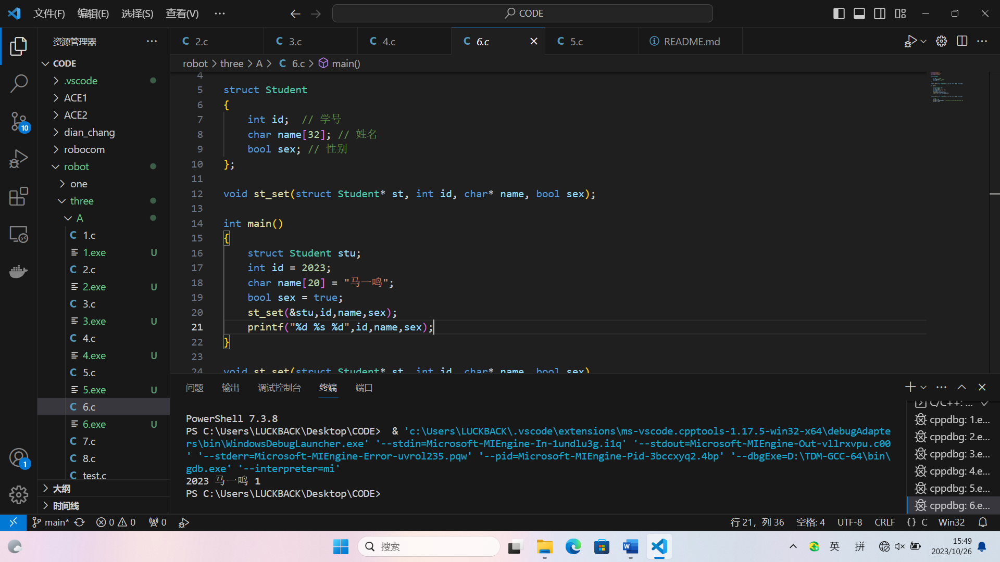 文件(F) 编辑(E) 选择(S) 查看(V) ··· CODE
资源管理器 ···
2.c 3.c 4.c 6.c 5.c README.md
CODE
robot > three > A > C 6.c > main()
.vscode
ACE1
ACE2
dian_chang
robocom
robot
one
three
A
C 1.c
1.exe U
C 2.c
2.exe U
C 3.c
3.exe U
C 4.c
4.exe U
C 5.c
5.exe U
C 6.c
6.exe U
C 7.c
C 8.c
C test.c
大纲
时间线
10
1
4
5 struct Student
6 {
7 int id;  // 学号
8 char name[32]; // 姓名
9 bool sex; // 性别
10 };
11
12 void st_set(struct Student* st, int id, char* name, bool sex);
13
14 int main()
15 {
16 struct Student stu;
17 int id = 2023;
18 char name[20] = "马一鸣";
19 bool sex = true;
20 st_set(&stu,id,name,sex);
21 printf("%d %s %d",id,name,sex);
22 }
23
24 void st_set(struct Student* st, int id, char* name, bool sex)
问题 输出 调试控制台 终端 端口
PowerShell 7.3.8
PS C:\Users\LUCKBACK\Desktop\CODE>  & 'c:\Users\LUCKBACK\.vscode\extensions\ms-vscode.cpptools-1.17.5-win32-x64\debugAdapte
rs\bin\WindowsDebugLauncher.exe' '--stdin=Microsoft-MIEngine-In-1undlu3g.i1q' '--stdout=Microsoft-MIEngine-Out-vllrxvpu.c00
' '--stderr=Microsoft-MIEngine-Error-uvrol235.pqw' '--pid=Microsoft-MIEngine-Pid-3bccxyq2.4bp' '--dbgExe=D:\TDM-GCC-64\bin\
gdb.exe' '--interpreter=mi'
2023 马一鸣 1
PS C:\Users\LUCKBACK\Desktop\CODE>
C/C++: ...
cppdbg: 1.e...
cppdbg: 2.e...
cppdbg: 3.e...
cppdbg: 4.e...
cppdbg: 5.e...
cppdbg: 6.e...
main* 0 0 0 行 21，列 36 空格: 4 UTF-8 CRLF {} C Win32
搜索 英 拼 15:49
2023/10/26